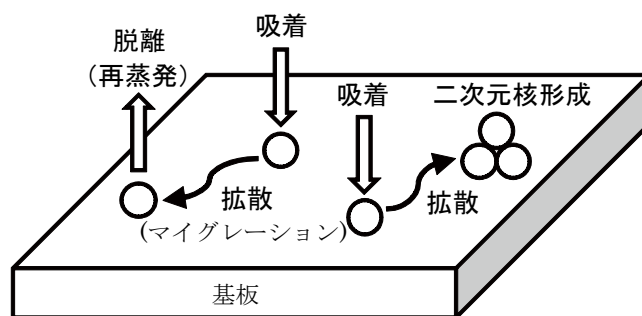 脱離
(再蒸発)
吸着
吸着
二次元核形成
拡散
(マイグレーション)
拡散
基板